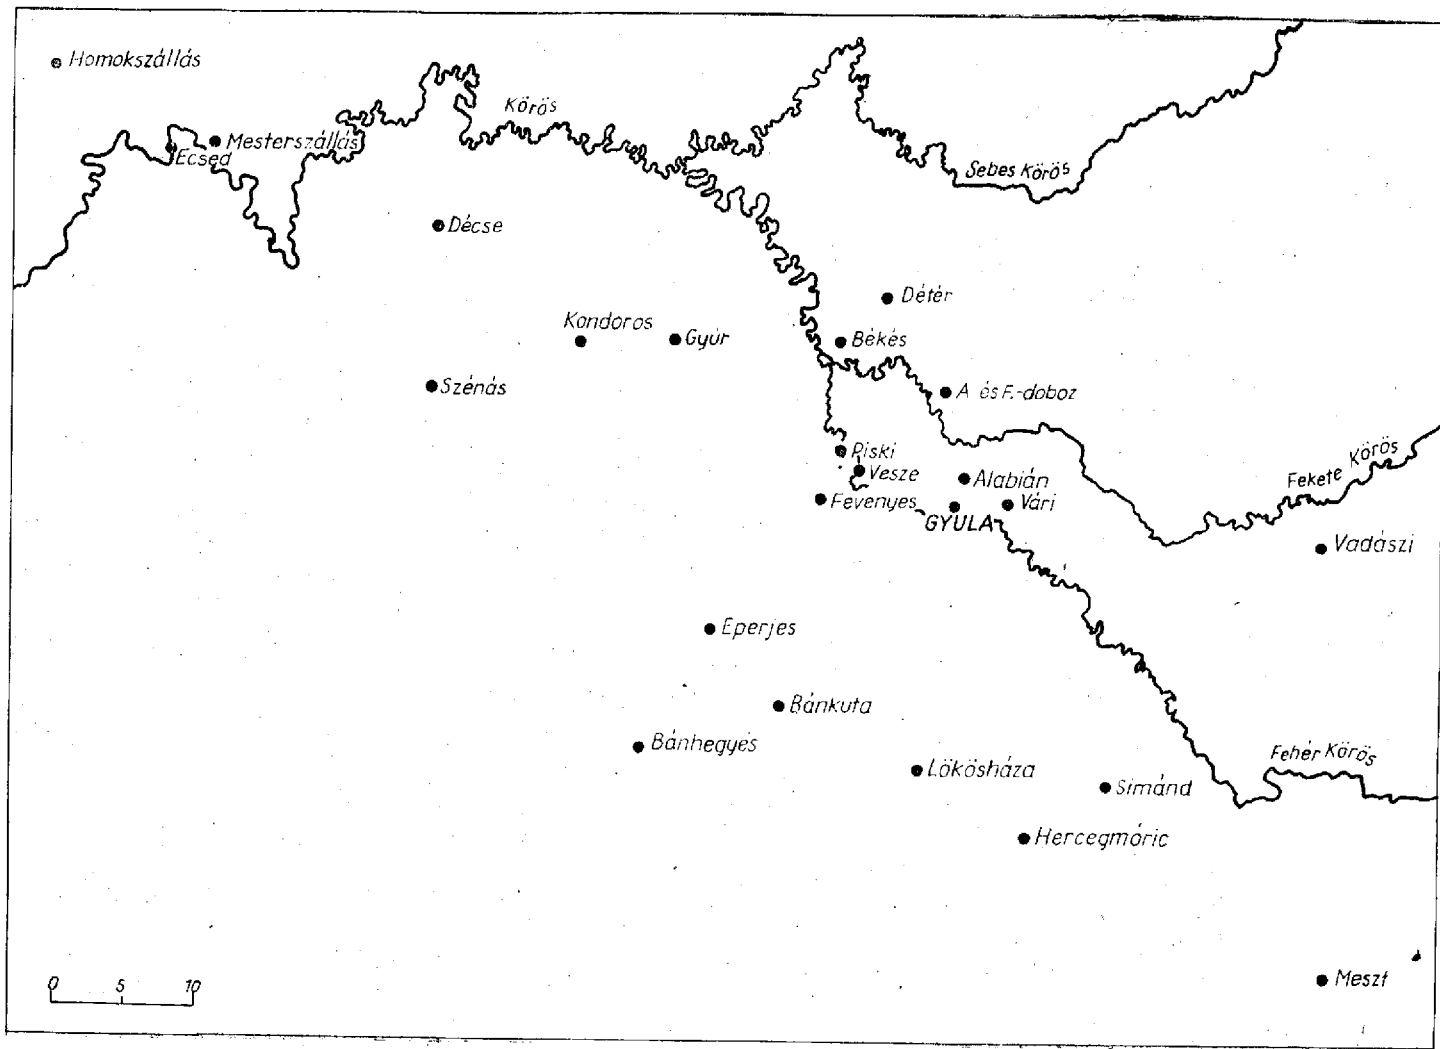 Homokszállás
Körös
Mesterszállás
Ecsed
Sebes Körös
Décse
Détér
Kondoros
Gyúr
Békés
Szénás
A és F.-doboz
Piski
Vesze
Alabián
Fekete Körös
Fevenyes
Vári
GYULA
Vadászi
Eperjes
Bánkuta
Bánhegyés
Lökösháza
Fehér Körös
Simánd
Hercegmóric
Meszt
0 5 10